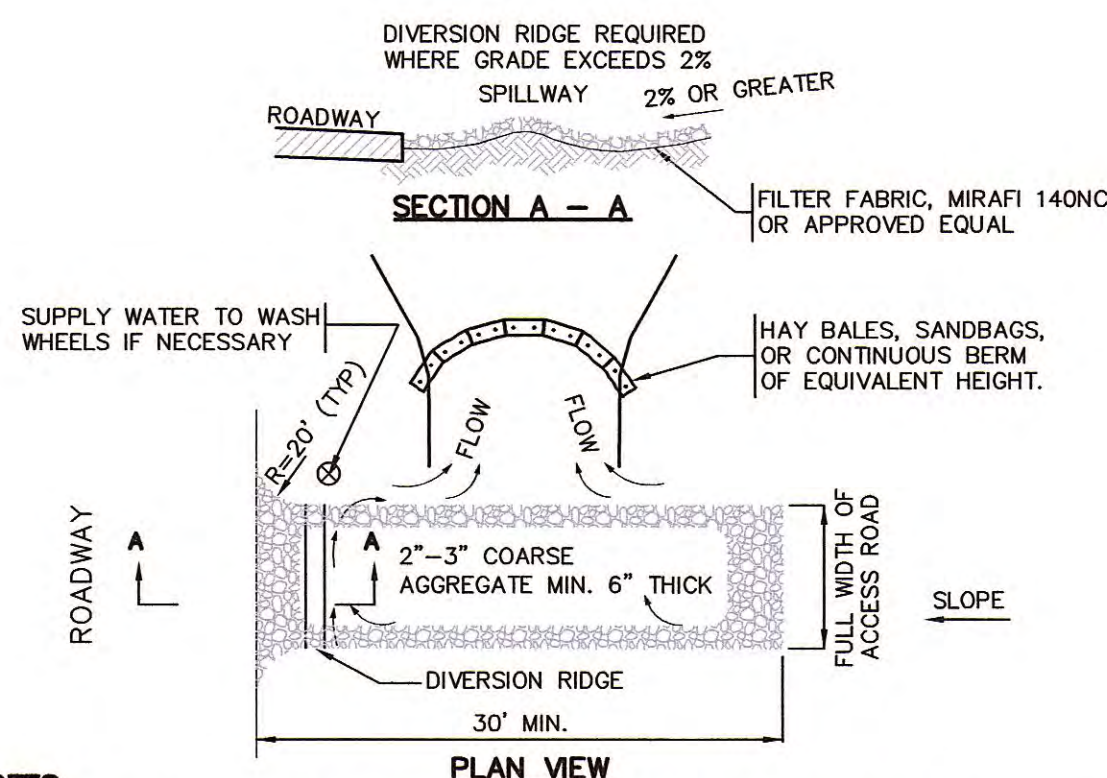 DIVERSION RIDGE REQUIRED
WHERE GRADE EXCEEDS 2%
SPILLWAY
2% OR GREATER
ROADWAY
SECTION A - A
FILTER FABRIC, MIRAFI 140NC
OR APPROVED EQUAL
SUPPLY WATER TO WASH
WHEELS IF NECESSARY
HAY BALES, SANDBAGS,
OR CONTINUOUS BERM
OF EQUIVALENT HEIGHT.
R=20' (TYP)
FLOW
FLOW
ROADWAY
A
A
2"-3" COARSE
AGGREGATE MIN. 6" THICK
FULL WIDTH OF
ACCESS ROAD
SLOPE
DIVERSION RIDGE
30' MIN.
PLAN VIEW